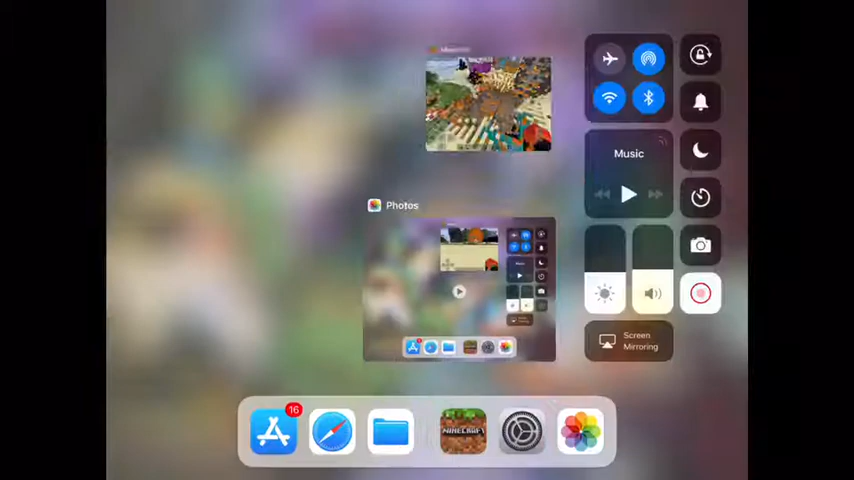 Music
Photos
Screen
Mirroring
16
MINECRAFT